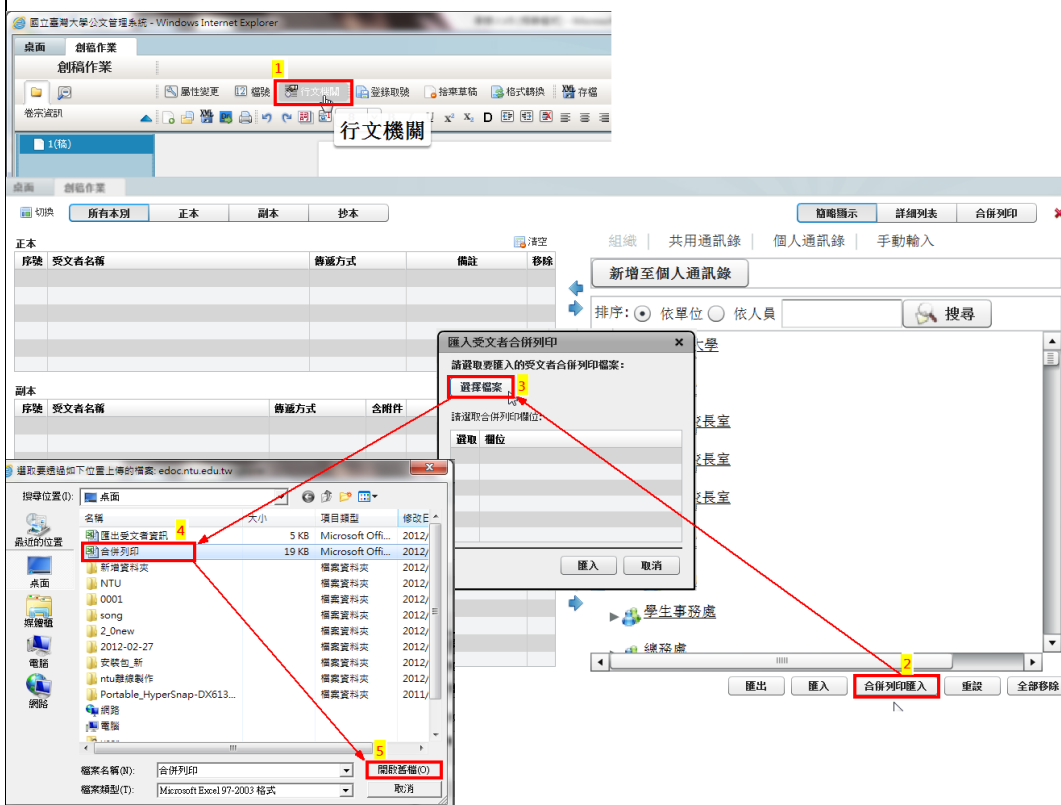 國立臺灣大學公文管理系統 - Windows Internet Explorer
桌面 創稿作業
創稿作業
1
屬性變更 檔號 行文機關 登錄取號 捨棄草稿 格式轉換 存檔
卷宗資訊
x² X₂ D
行文機關
1(稿)
桌面 創稿作業
切換 所有本別 正本 副本 抄本
簡略顯示 詳細列表 合併列印
正本 清空
序號 受文者名稱 傳遞方式 備註 移除
組織 | 共用通訊錄 | 個人通訊錄 | 手動輸入
新增至個人通訊錄
排序: 依單位 依人員 搜尋
大學
長室
長室
長室
學生事務處
總務處
副本
序號 受文者名稱 傳遞方式 含附件
匯入受文者合併列印 ×
請選取要匯入的受文者合併列印檔案:
選擇檔案 3
請選取合併列印欄位:
選取 欄位
匯入 取消
2
匯出 匯入 合併列印匯入 重設 全部移除
選取要透過如下位置上傳的檔案: edoc.ntu.edu.tw
搜尋位置(I): 桌面
名稱 大小 項目類型 修改日
匯出受文者資訊 4 5 KB Microsoft Offi... 2012/
合併列印 19 KB Microsoft Offi... 2012/
新增資料夾 檔案資料夾 2012/
NTU 檔案資料夾 2012/
0001 檔案資料夾 2012/
song 檔案資料夾 2012/
2_0new 檔案資料夾 2012/
2012-02-27 檔案資料夾 2012/
安裝包_新 檔案資料夾 2012/
ntu離線製作 檔案資料夾 2012/
Portable_HyperSnap-DX613... 檔案資料夾 2011/
網路
電腦
最近的位置
桌面
媒體櫃
電腦
網路
5
檔案名稱(N): 合併列印 開啟舊檔(O)
檔案類型(T): Microsoft Excel 97-2003 格式 取消